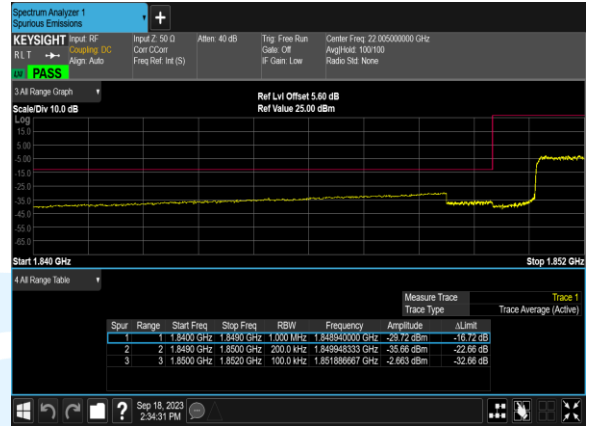 Spectrum Analyzer 1
Spurious Emissions
+
KEYSIGHT Input: RF Input Z: 50 Ω Atten: 40 dB Trig: Free Run Center Freq: 22.005000000 GHz
RLT Coupling: DC Corr CCorr Gate: Off Avg|Hold: 100/100
Align: Auto Freq Ref: Int (S) IF Gain: Low Radio Std: None
PASS
3 All Range Graph
Ref Lvl Offset 5.60 dB
Scale/Div 10.0 dB Ref Value 25.00 dBm
Log
15.0
5.00
-5.00
-15.0
-25.0
-35.0
-45.0
-55.0
-65.0
Start 1.840 GHz Stop 1.852 GHz
4 All Range Table
Measure Trace Trace 1
Trace Type Trace Average (Active)
Spur Range Start Freq Stop Freq RBW Frequency Amplitude ΔLimit
1 1 1.8400 GHz 1.8490 GHz 1.000 MHz 1.848940000 GHz -29.72 dBm -16.72 dB
2 2 1.8490 GHz 1.8500 GHz 200.0 kHz 1.849948333 GHz -35.66 dBm -22.66 dB
3 3 1.8500 GHz 1.8520 GHz 100.0 kHz 1.851886667 GHz -2.663 dBm -32.66 dB
? Sep 18, 2023
2:34:31 PM